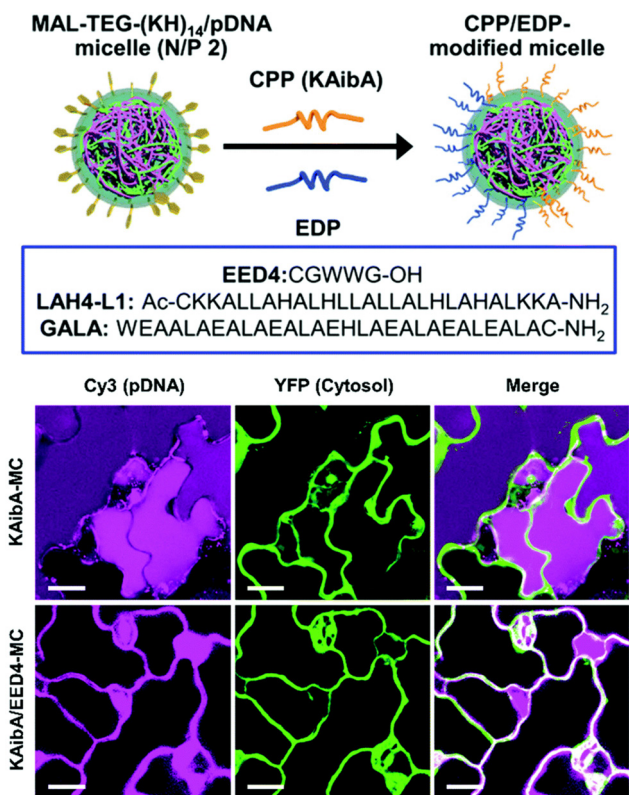 MAL-TEG-(KH)14/pDNA
micelle (N/P 2)
CPP (KAibA)
EDP
CPP/EDP-
modified micelle
EED4:CGWWG-OH
LAH4-L1: Ac-CKKALLAHALHLLALLALHLAHALKKA-NH2
GALA: WEAALAEALAEALAEHLAEALAEALEALAC-NH2
Cy3 (pDNA) YFP (Cytosol) Merge
KAibA-MC
KAibA/EED4-MC